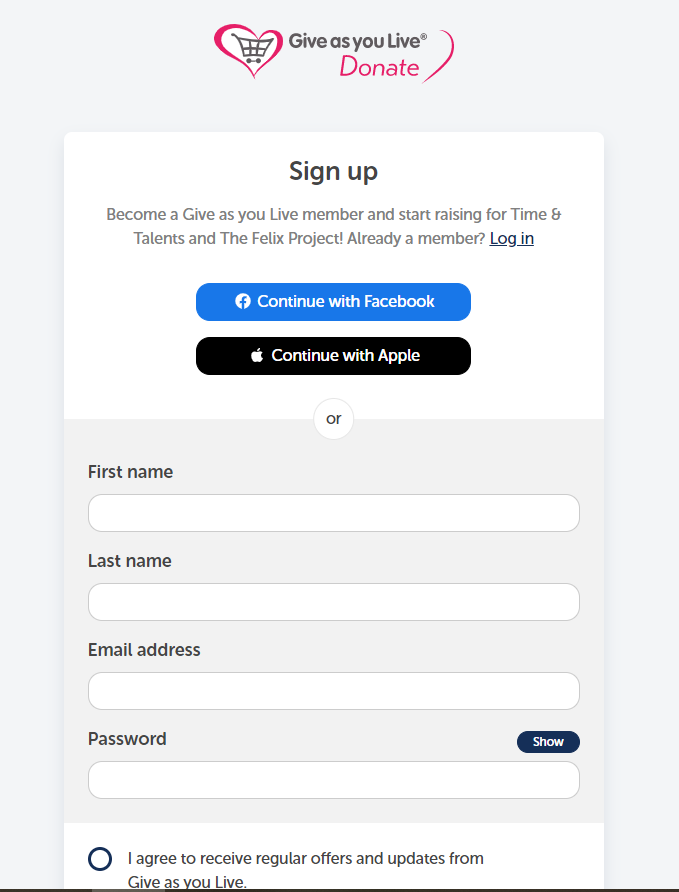 Give as you Live®
Donate
Sign up
Become a Give as you Live member and start raising for Time &
Talents and The Felix Project! Already a member? Log in
Continue with Facebook
Continue with Apple
or
First name
Last name
Email address
Password
Show
I agree to receive regular offers and updates from
Give as you Live.